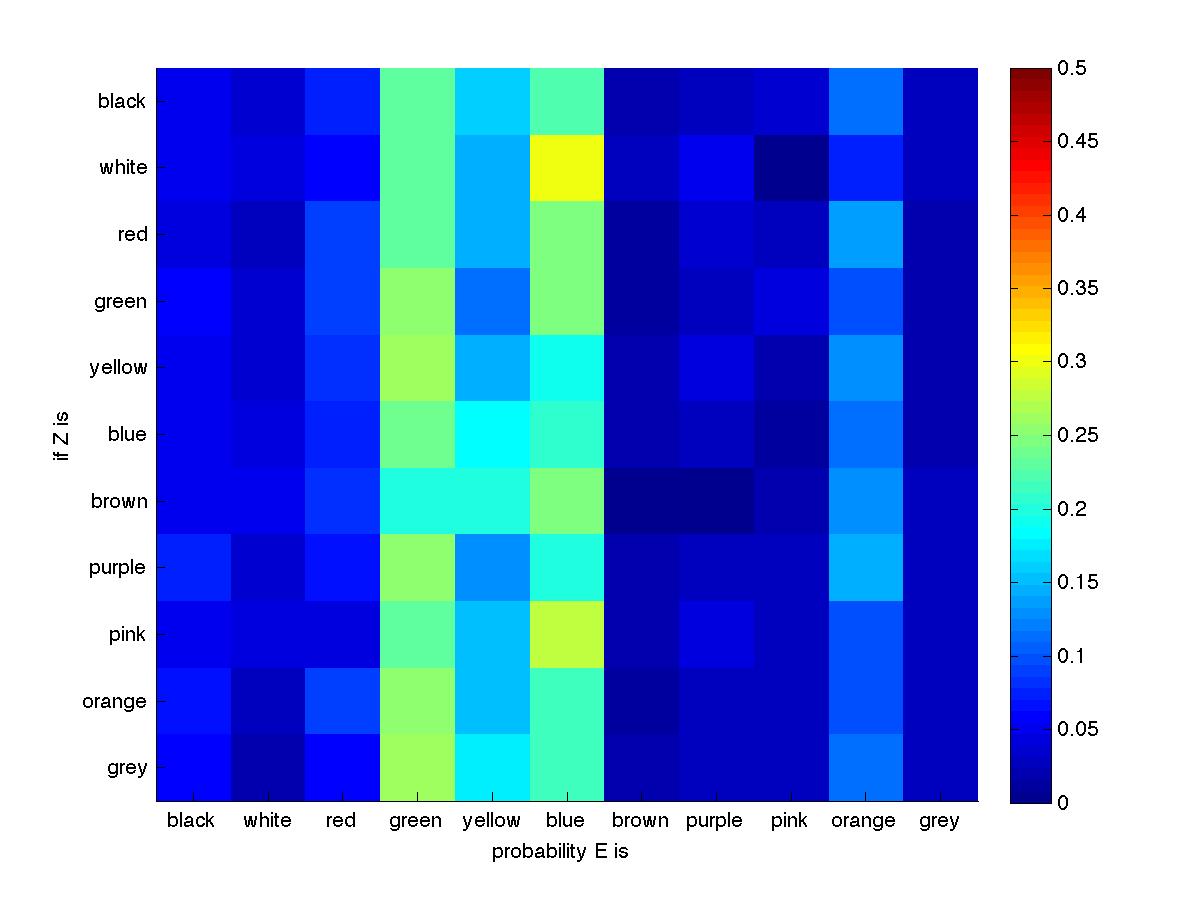 black
white
red
green
yellow
blue
brown
purple
pink
orange
grey
if Z is
black white red green yellow blue brown purple pink orange grey
probability E is
0.5
0.45
0.4
0.35
0.3
0.25
0.2
0.15
0.1
0.05
0